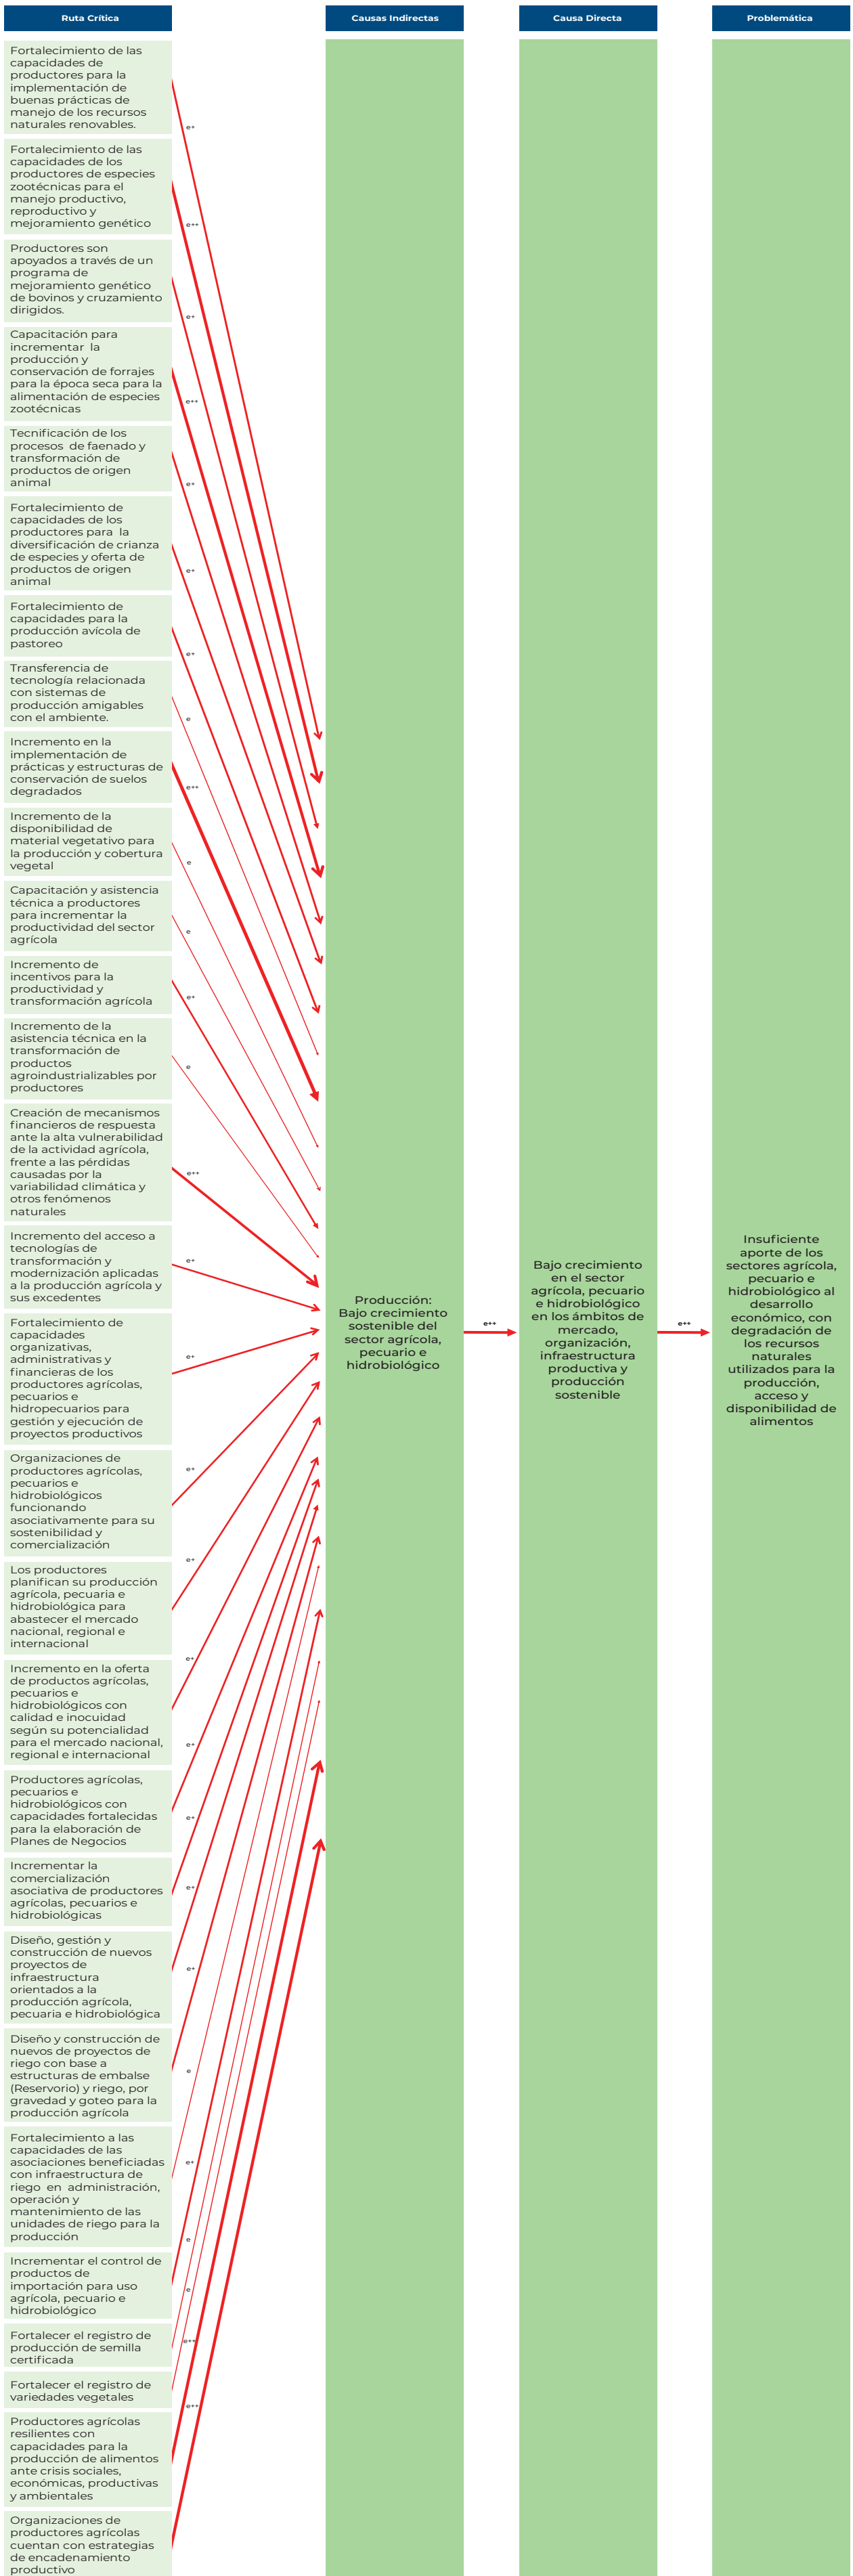 Ruta Crítica
Causas Indirectas
Causa Directa
Problemática
Fortalecimiento de las
capacidades de
productores para la
implementación de
buenas prácticas de
manejo de los recursos
naturales renovables.
e+
Fortalecimiento de las
capacidades de los
productores de especies
zootécnicas para el
manejo productivo,
reproductivo y
mejoramiento genético
e++
Productores son
apoyados a través de un
programa de
mejoramiento genético
de bovinos y cruzamiento
dirigidos.
e+
Capacitación para
incrementar la
producción y
conservación de forrajes
para la época seca para la
alimentación de especies
zootécnicas
e++
Tecnificación de los
procesos de faenado y
transformación de
productos de origen
animal
e+
Fortalecimiento de
capacidades de los
productores para la
diversificación de crianza
de especies y oferta de
productos de origen
animal
e+
Fortalecimiento de
capacidades para la
producción avícola de
pastoreo
e+
Transferencia de
tecnología relacionada
con sistemas de
producción amigables
con el ambiente.
e
Incremento en la
implementación de
prácticas y estructuras de
conservación de suelos
degradados
e++
Incremento de la
disponibilidad de
material vegetativo para
la producción y cobertura
vegetal
e
Capacitación y asistencia
técnica a productores
para incrementar la
productividad del sector
agrícola
e
Incremento de
incentivos para la
productividad y
transformación agrícola
e+
Incremento de la
asistencia técnica en la
transformación de
productos
agroindustrializables por
productores
e
Creación de mecanismos
financieros de respuesta
ante la alta vulnerabilidad
de la actividad agrícola,
frente a las pérdidas
causadas por la
variabilidad climática y
otros fenómenos
naturales
e++
Incremento del acceso a
tecnologías de
transformación y
modernización aplicadas
a la producción agrícola y
sus excedentes
e+
Fortalecimiento de
capacidades
organizativas,
administrativas y
financieras de los
productores agrícolas,
pecuarios e
hidropecuarios para
gestión y ejecución de
proyectos productivos
e+
Organizaciones de
productores agrícolas,
pecuarios e
hidrobiológicos
funcionando
asociativamente para su
sostenibilidad y
comercialización
e+
Los productores
planifican su producción
agrícola, pecuaria e
hidrobiológica para
abastecer el mercado
nacional, regional e
internacional
e+
Incremento en la oferta
de productos agrícolas,
pecuarios e
hidrobiológicos con
calidad e inocuidad
según su potencialidad
para el mercado nacional,
regional e internacional
e+
Productores agrícolas,
pecuarios e
hidrobiológicos con
capacidades fortalecidas
para la elaboración de
Planes de Negocios
e+
Incrementar la
comercialización
asociativa de productores
agrícolas, pecuarios e
hidrobiológicas
e+
Diseño, gestión y
construcción de nuevos
proyectos de
infraestructura
orientados a la
producción agrícola,
pecuaria e hidrobiológica
e+
Diseño y construcción de
nuevos de proyectos de
riego con base a
estructuras de embalse
(Reservorio) y riego, por
gravedad y goteo para la
producción agrícola
e+
Fortalecimiento a las
capacidades de las
asociaciones beneficiadas
con infraestructura de
riego en administración,
operación y
mantenimiento de las
unidades de riego para la
producción
e
Incrementar el control de
productos de
importación para uso
agrícola, pecuario e
hidrobiológico
e+
Fortalecer el registro de
producción de semilla
certificada
e
Fortalecer el registro de
variedades vegetales
e
Productores agrícolas
resilientes con
capacidades para la
producción de alimentos
ante crisis sociales,
económicas, productivas
y ambientales
e++
Organizaciones de
productores agrícolas
cuentan con estrategias
de encadenamiento
productivo
e++
Producción:
Bajo crecimiento
sostenible del
sector agrícola,
pecuario e
hidrobiológico
e++
Bajo crecimiento
en el sector
agrícola, pecuario
e hidrobiológico
en los ámbitos de
mercado,
organización,
infraestructura
productiva y
producción
sostenible
e++
Insuficiente
aporte de los
sectores agrícola,
pecuario e
hidrobiológico al
desarrollo
económico, con
degradación de
los recursos
naturales
utilizados para la
producción,
acceso y
disponibilidad de
alimentos